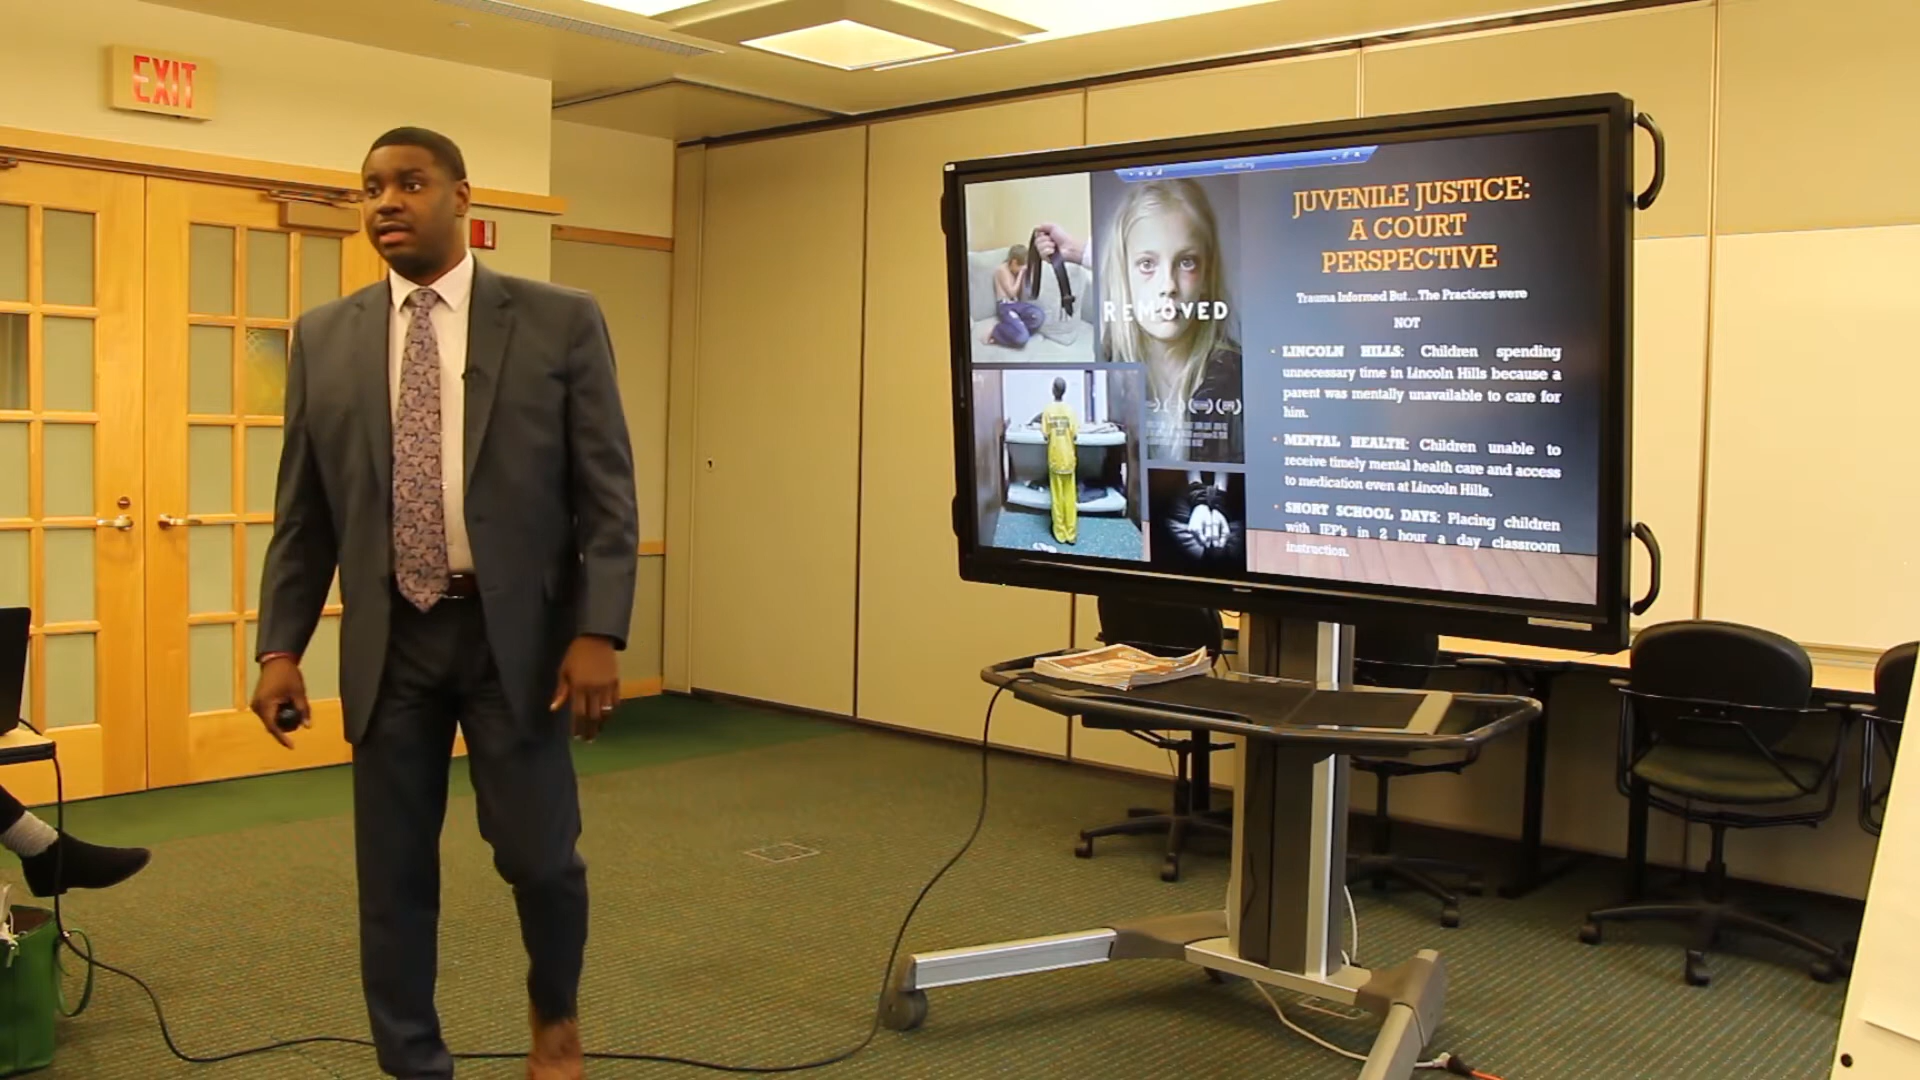 EXIT
REMOVED
JUVENILE JUSTICE:
A COURT
PERSPECTIVE
Trauma Informed But...The Practices were
NOT
• LINCOLN HILLS: Children spending
unnecessary time in Lincoln Hills because a
parent was mentally unavailable to care for
him.
• MENTAL HEALTH: Children unable to
receive timely mental health care and access
to medication even at Lincoln Hills.
• SHORT SCHOOL DAYS: Placing children
with IEP's in 2 hour a day classroom
instruction.